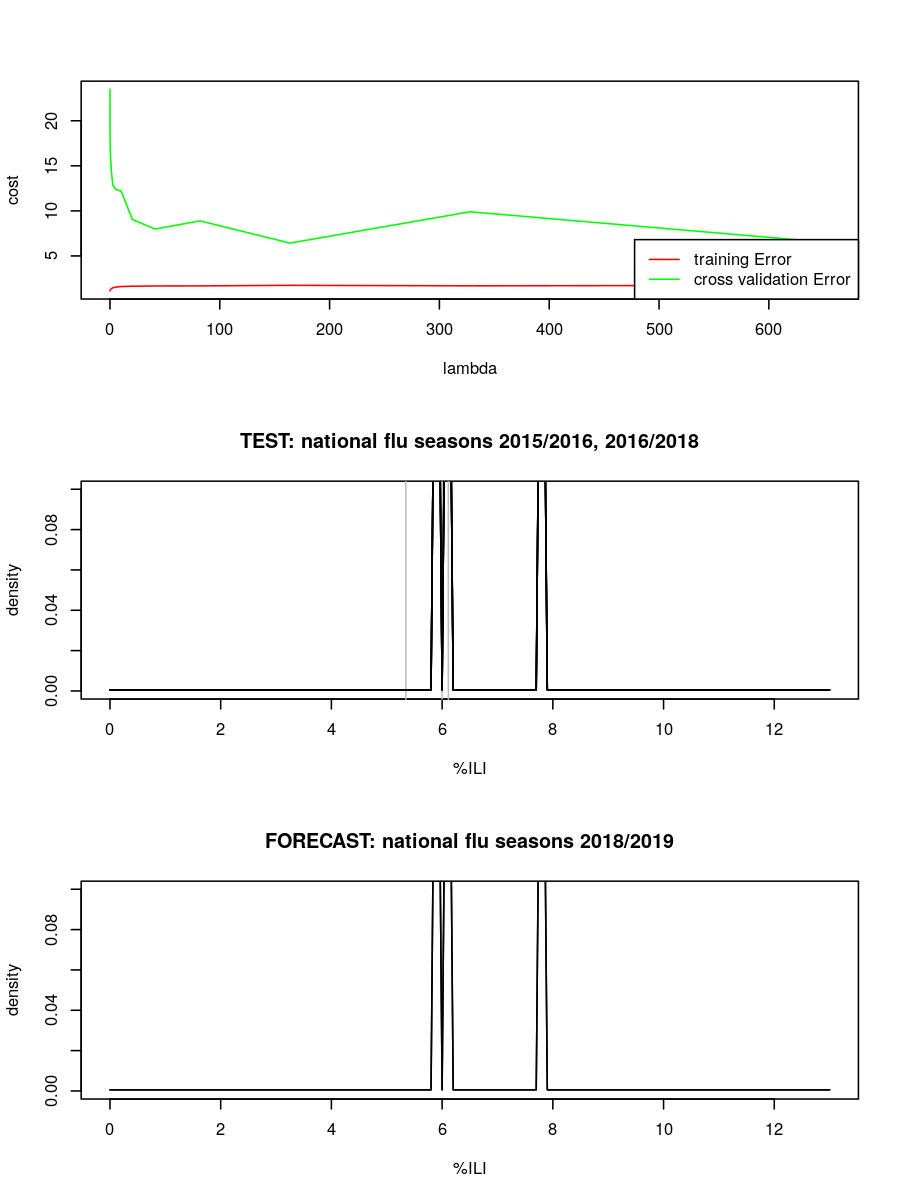 cost
20
15
10
5
training Error
cross validation Error
0 100 200 300 400 500 600
lambda
TEST: national flu seasons 2015/2016, 2016/2018
density
0.08
0.04
0.00
0 2 4 6 8 10 12
%ILI
FORECAST: national flu seasons 2018/2019
density
0.08
0.04
0.00
0 2 4 6 8 10 12
%ILI